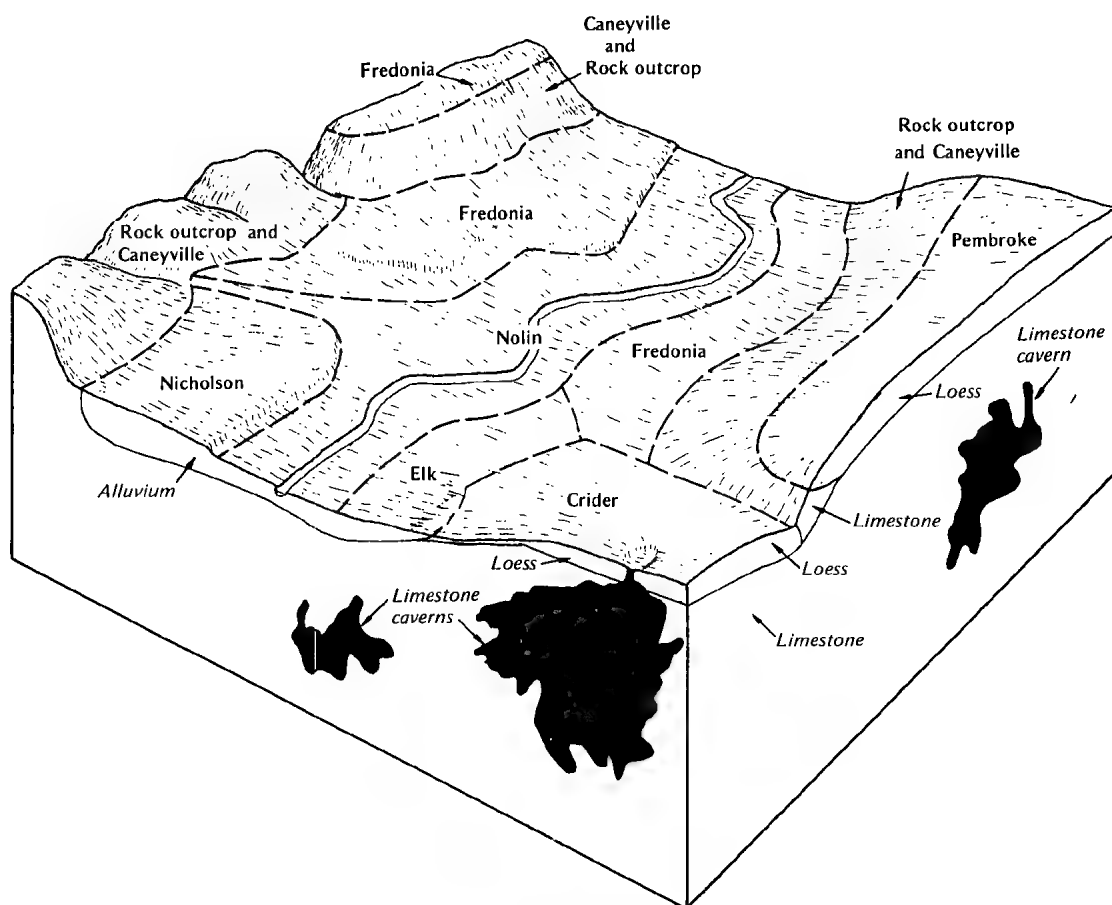 Caneyville
and
Rock outcrop
Fredonia
Rock outcrop
and Caneyville
Fredonia
Rock outcrop and
Caneyville
Pembroke
Nolin
Fredonia
Limestone
cavern
Nicholson
Loess
Elk
Alluvium
Crider
Limestone
Loess
Loess
Limestone
caverns
Limestone